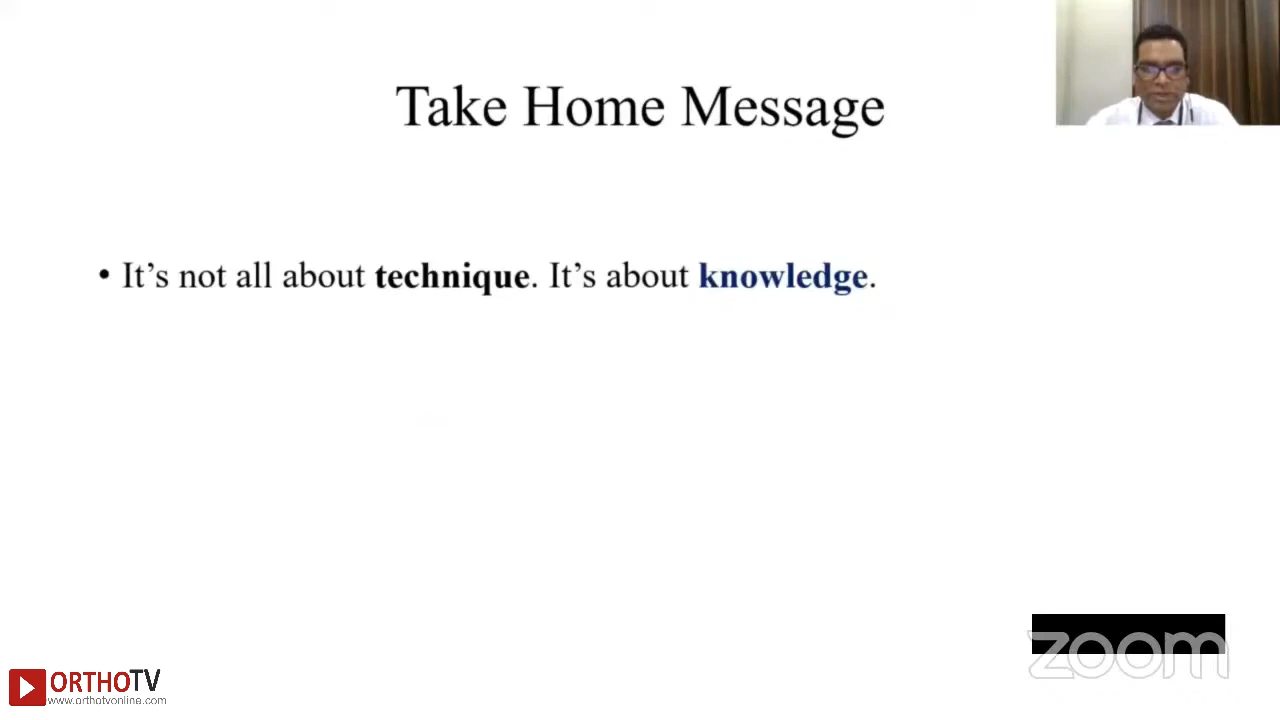 Take Home Message
• It’s not all about technique. It’s about knowledge.
zoom
ORTHOTV
www.orthotvonline.com